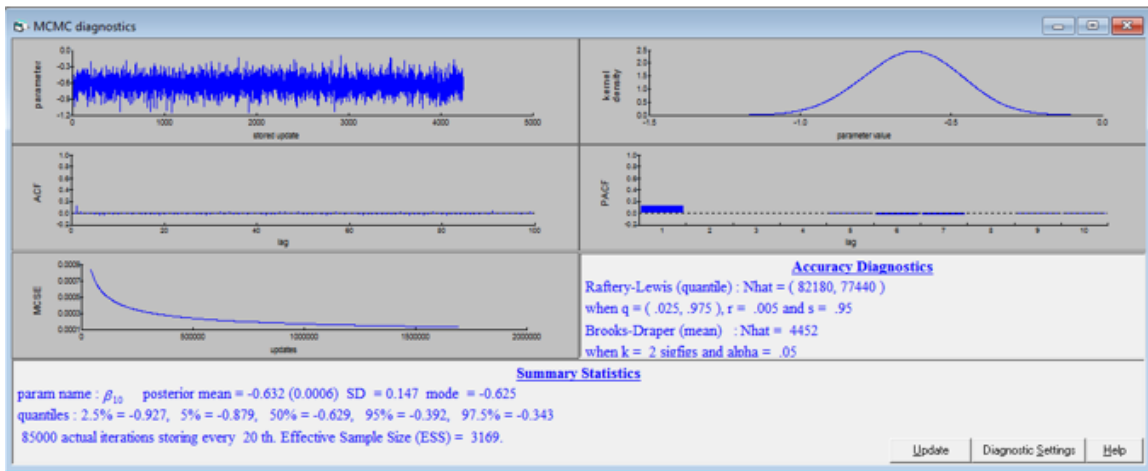 MCMC diagnostics
parameter
0.0
-0.3
-0.6
-0.9
-1.2
0
1000
2000
3000
4000
5000
stored update
kernel
density
2.5
2.0
1.5
1.0
0.5
0.0
-1.5
-1.0
-0.5
0.0
parameter value
ACF
1.0
0.8
0.6
0.4
0.2
0.0
-0.2
0
20
40
60
80
100
lag
PACF
1.0
0.8
0.6
0.4
0.2
0.0
-0.2
1
2
3
4
5
6
7
8
9
10
lag
MCSE
0.0009
0.0007
0.0005
0.0003
0.0001
0
500000
1000000
1500000
2000000
updates
Accuracy Diagnostics
Raftery-Lewis (quantile) : Nhat = ( 82180, 77440 )
when q = ( .025, .975 ), r = .005 and s = .95
Brooks-Draper (mean) : Nhat = 4452
when k = 2 sigfigs and alpha = .05
Summary Statistics
param name : β10 posterior mean = -0.632 (0.0006) SD = 0.147 mode = -0.625
quantiles : 2.5% = -0.927, 5% = -0.879, 50% = -0.629, 95% = -0.392, 97.5% = -0.343
85000 actual iterations storing every 20 th. Effective Sample Size (ESS) = 3169.
Update
Diagnostic Settings
Help